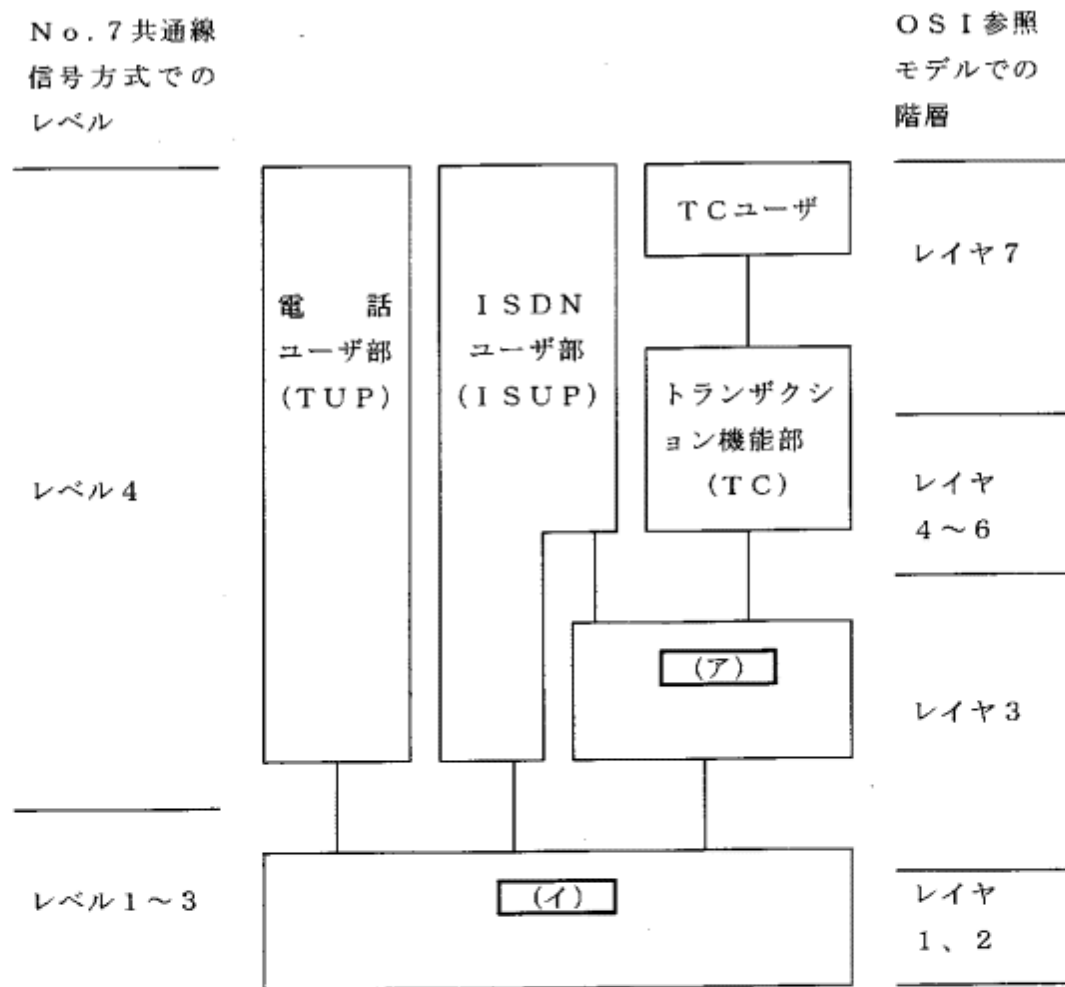 No.7共通線
信号方式での
レベル
OSI参照
モデルでの
階層
TCユーザ
レイヤ7
電話
ユーザ部
(TUP)
ISDN
ユーザ部
(ISUP)
トランザクシ
ョン機能部
(TC)
レベル4
レイヤ
4〜6
(ア)
レイヤ3
レベル1〜3
(イ)
レイヤ
1、2